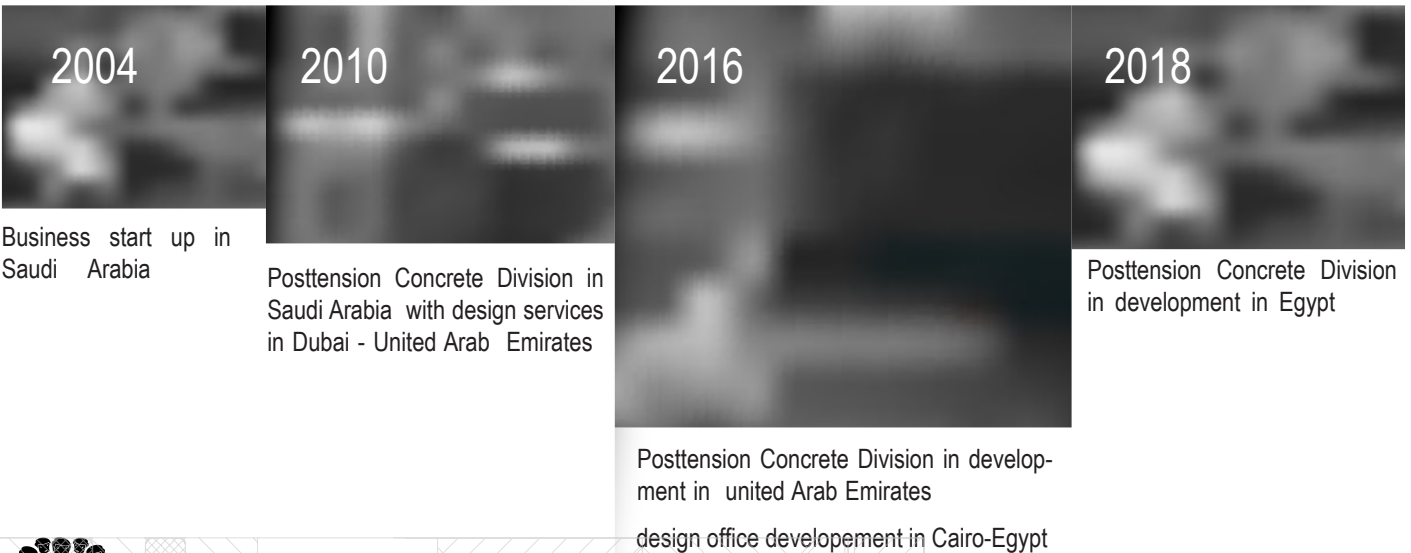 2004
Business start up in
Saudi Arabia
2010
Posttension Concrete Division in
Saudi Arabia with design services
in Dubai - United Arab Emirates
2016
Posttension Concrete Division in develop-
ment in united Arab Emirates
design office developement in Cairo-Egypt
2018
Posttension Concrete Division
in development in Egypt